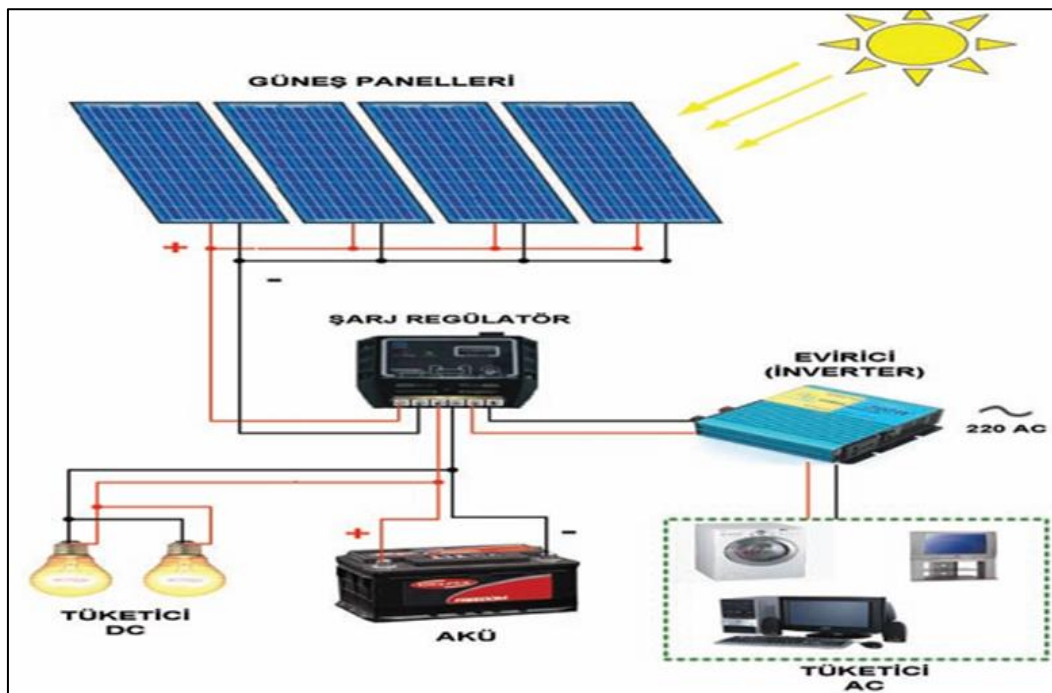 GÜNEŞ PANELLERİ
+
-
ŞARJ REGÜLATÖR
EVİRİCİ
(İNVERTER)
220 AC
+
-
TÜKETİCİ
DC
AKÜ
TÜKETİCİ
AC